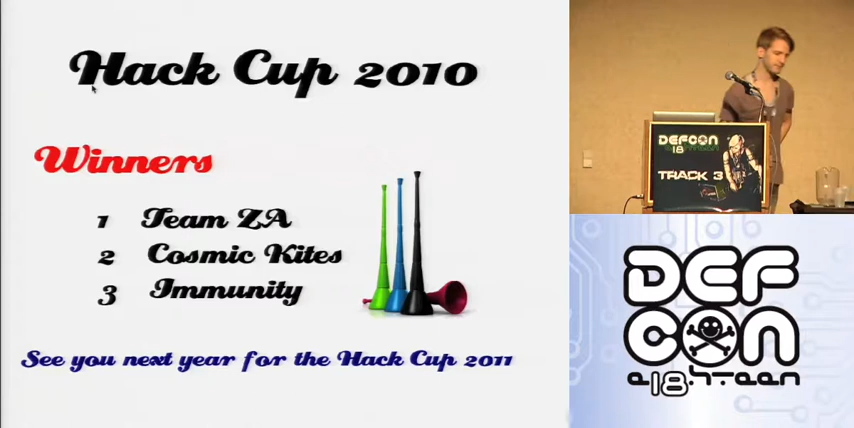 Hack Cup 2010
Winners
1 Team ZA
2 Cosmic Kites
3 Immunity
See you next year for the Hack Cup 2011
DEFCON
18
TRACK 3
DEF
CON
e18hteen